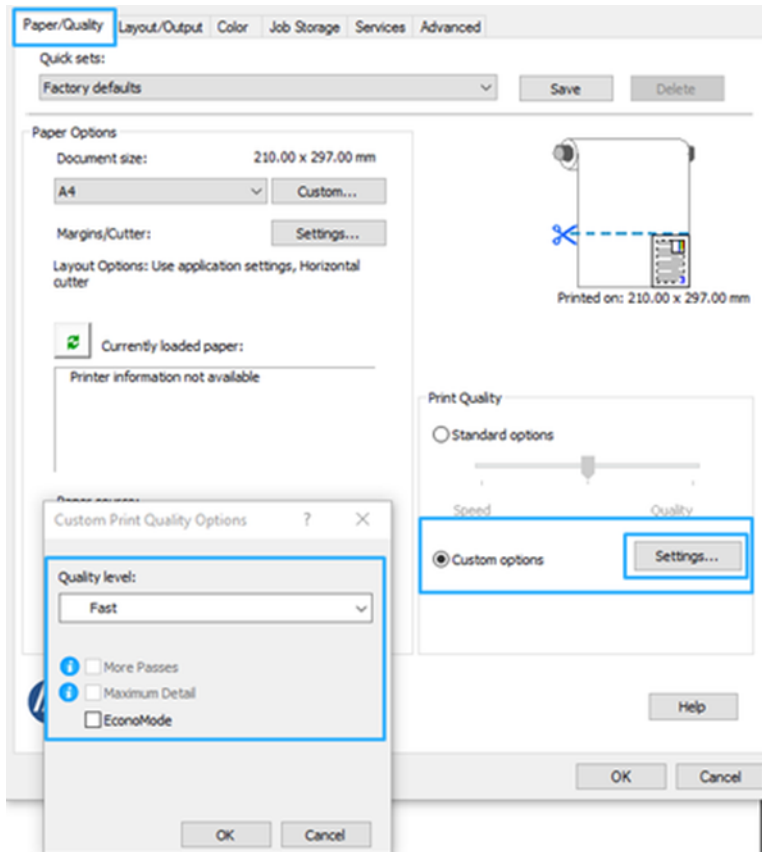 Paper/Quality Layout/Output Color Job Storage Services Advanced
Quick sets:
Factory defaults
Save
Delete
Paper Options
Document size: 210.00 x 297.00 mm
A4
Custom...
Margins/Cutter:
Settings...
Layout Options: Use application settings, Horizontal
cutter
Printed on: 210.00 x 297.00 mm
Currently loaded paper:
Printer information not available
Print Quality
Standard options
Speed
Quality
Custom options
Settings...
Custom Print Quality Options ?
Quality level:
Fast
More Passes
Maximum Detail
EconoMode
OK
Cancel
Help
OK
Cancel